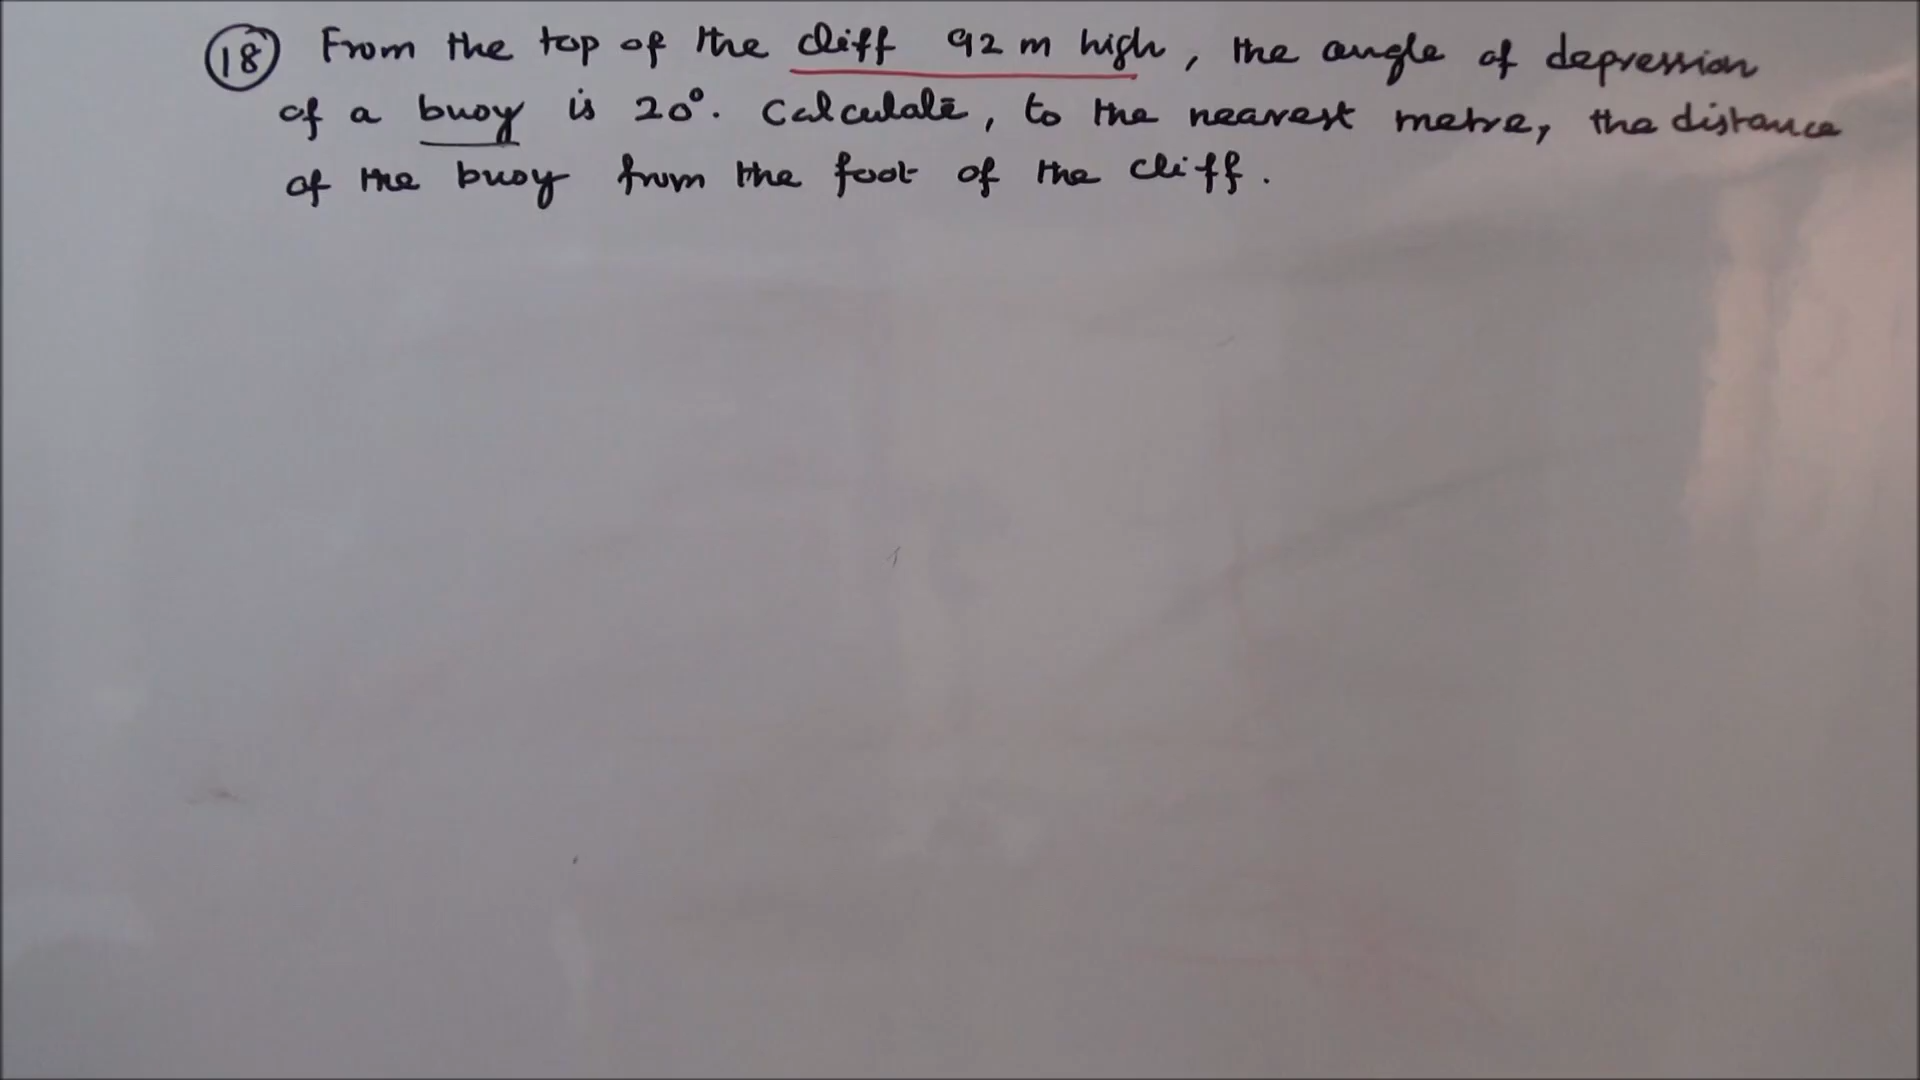 18 From the top of the cliff 92 m high, the angle of depression
of a buoy is 20°. Calculate, to the nearest metre, the distance
of the buoy from the foot of the cliff.